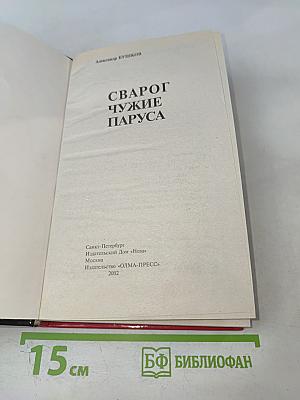 Александр БУШКОВ
СВАРОГ
ЧУЖИЕ
ПАРУСА
Санкт-Петербург
Издательский Дом «Нева»
Москва
Издательство «ОЛМА-ПРЕСС»
2002
15 см
БФ БИБЛИОФАН